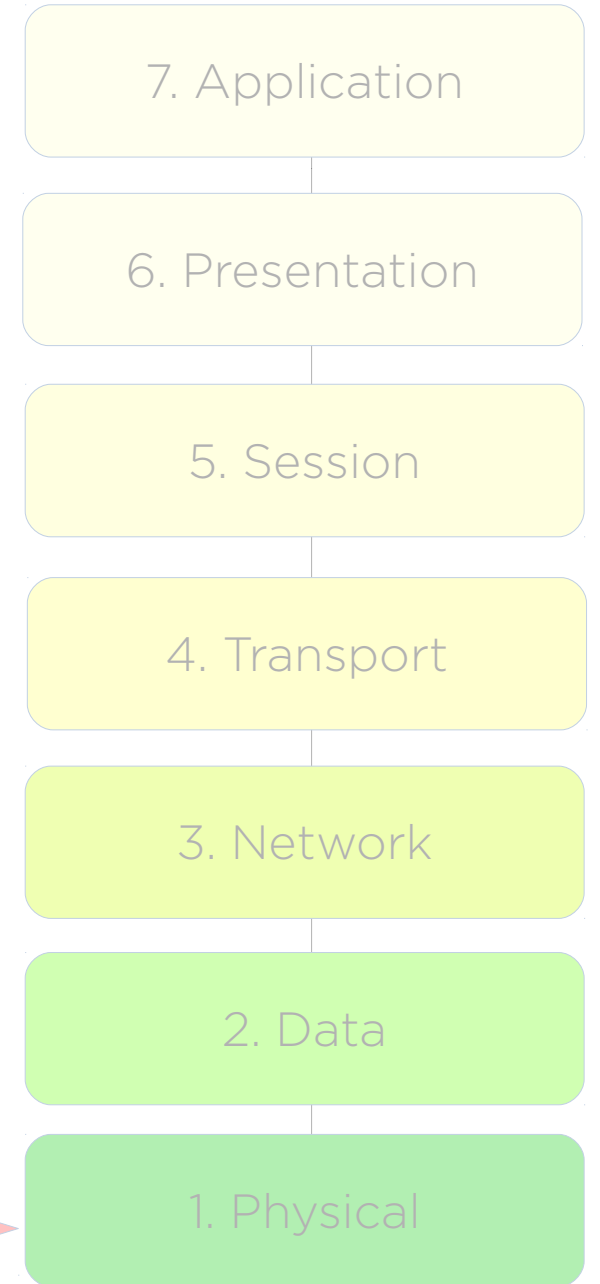 7. Application
6. Presentation
5. Session
4. Transport
3. Network
2. Data
1. Physical